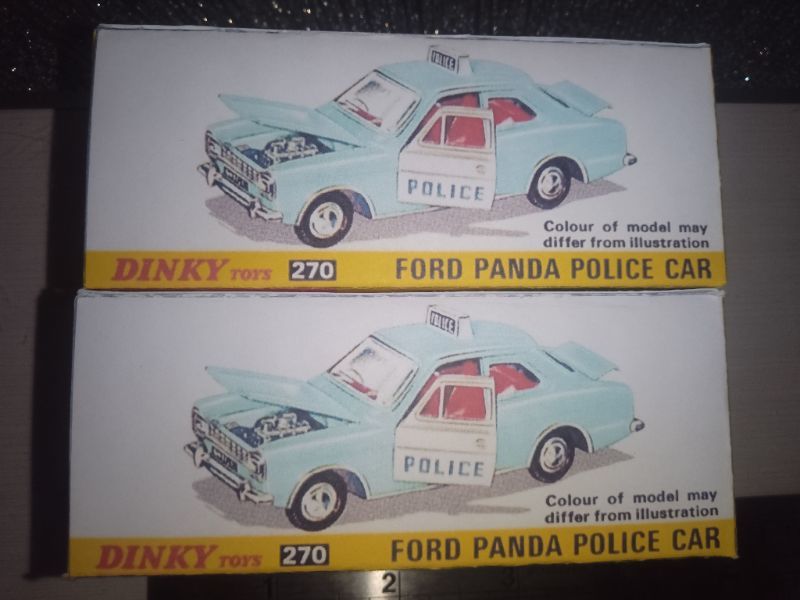 POLICE
POLICE
Colour of model may
differ from illustration
DINKY TOYS 270 FORD PANDA POLICE CAR
POLICE
POLICE
Colour of model may
differ from illustration
DINKY TOYS 270 FORD PANDA POLICE CAR
2 3